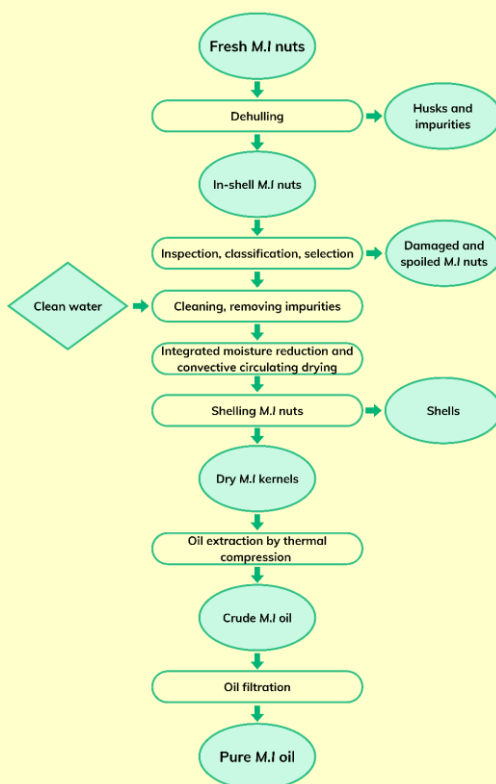 Fresh M.I nuts
Dehulling
Husks and
impurities
In-shell M.I nuts
Inspection, classification, selection
Damaged and
spoiled M.I nuts
Clean water
Cleaning, removing impurities
Integrated moisture reduction and
convective circulating drying
Shelling M.I nuts
Shells
Dry M.I kernels
Oil extraction by thermal
compression
Crude M.I oil
Oil filtration
Pure M.I oil